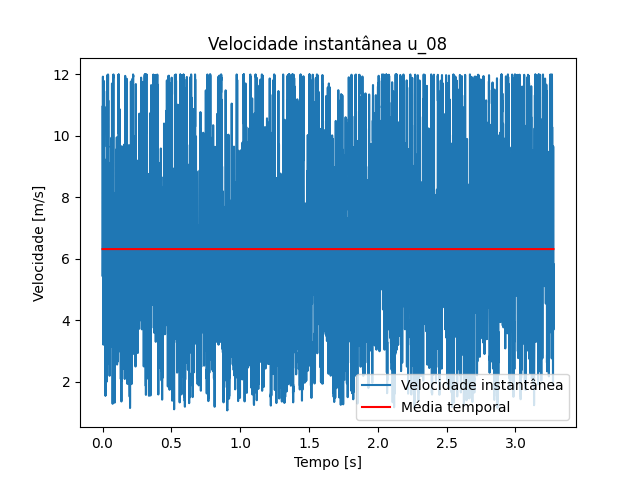 Velocidade instantânea u_08
Velocidade [m/s]
12
10
8
6
4
2
0.0 0.5 1.0 1.5 2.0 2.5 3.0
Tempo [s]
Velocidade instantânea
Média temporal